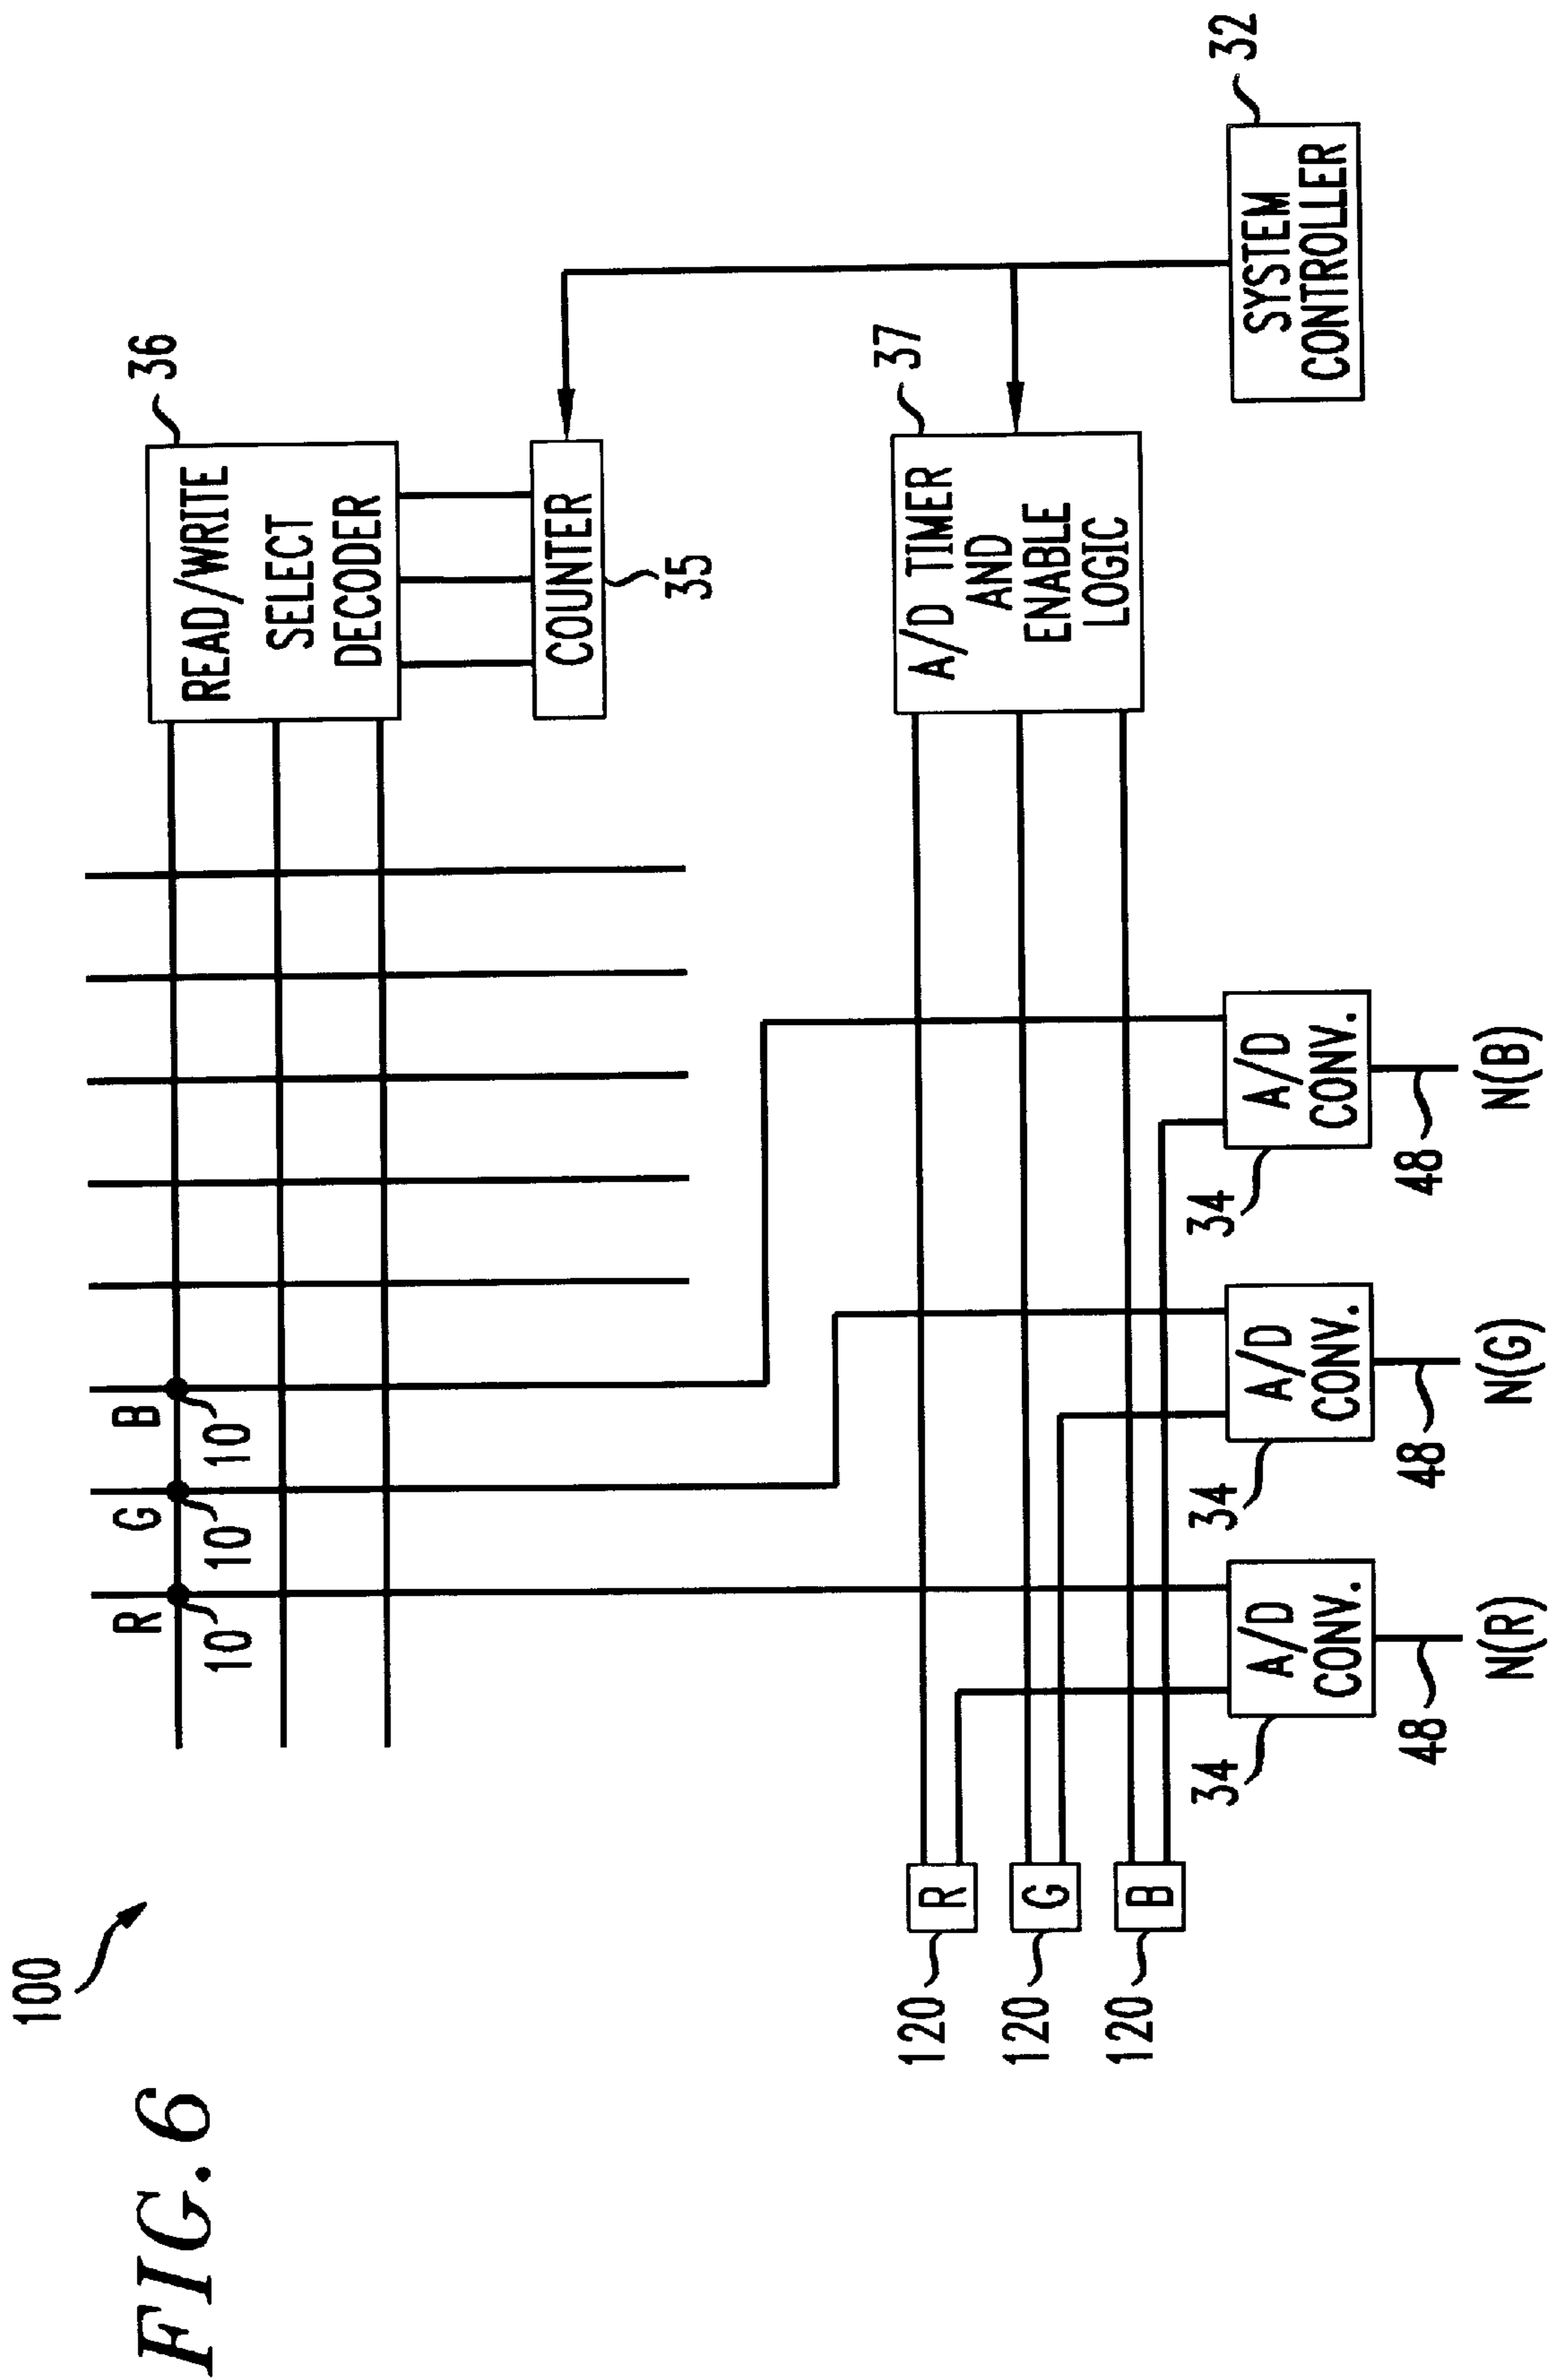 FIG. 6
100
R
G
B
10
10
10
READ/WRITE
SELECT
DECODER
36
COUNTER
35
120
R
120
G
120
B
A/D TIMER
AND
ENABLE
LOGIC
37
34
A/D
CONV.
34
A/D
CONV.
34
A/D
CONV.
SYSTEM
CONTROLLER
32
48
48
48
N(R)
N(G)
N(B)